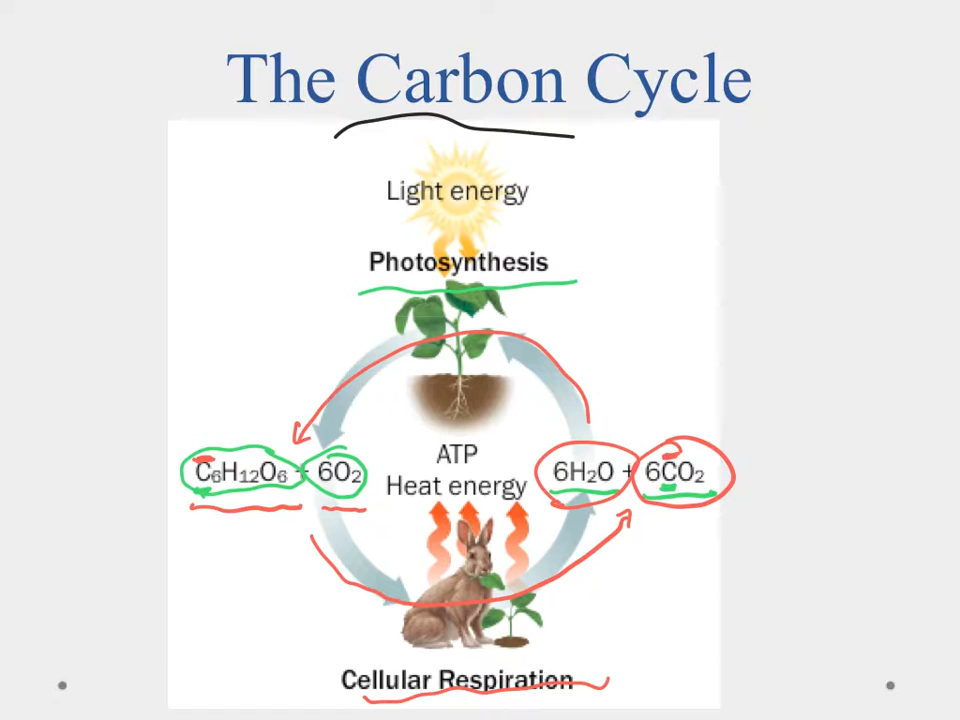 The Carbon Cycle
Light energy
Photosynthesis
C₆H₁₂O₆ + 6O₂
ATP
Heat energy
6H₂O + 6CO₂
Cellular Respiration